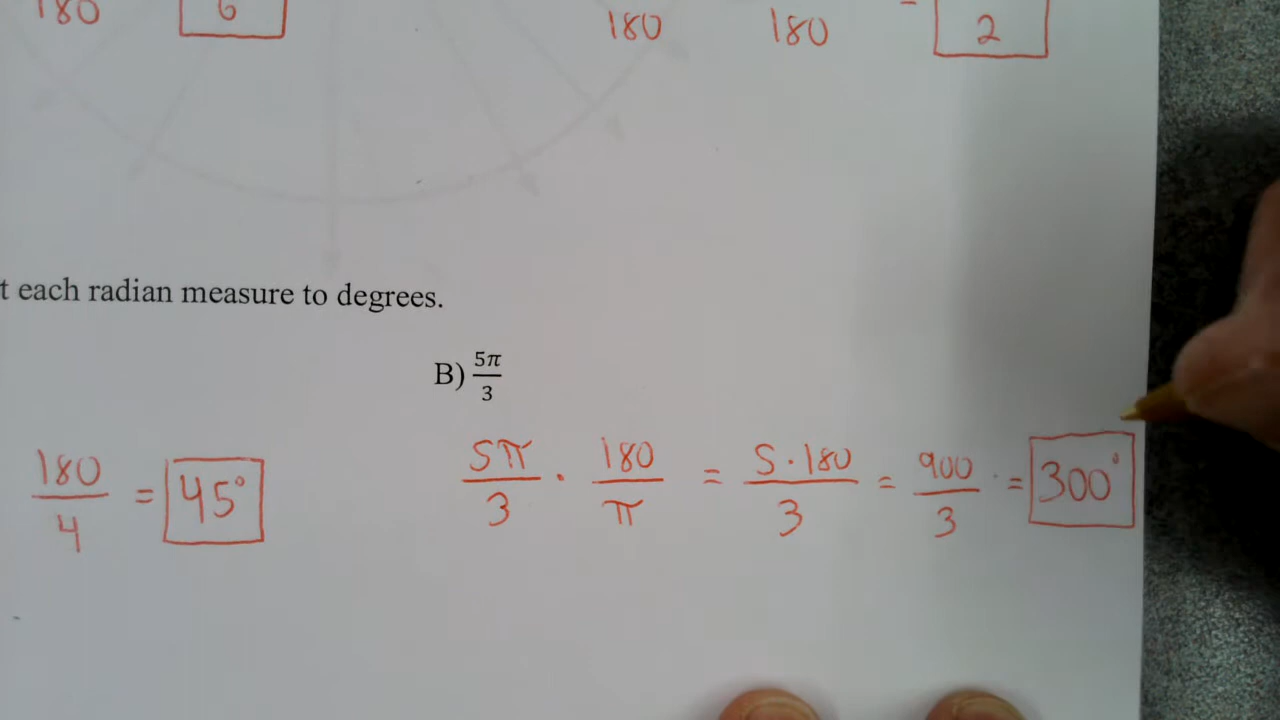 180 6 180 180 = 2
t each radian measure to degrees.
B) 5π/3
180/4 = 45°
5π/3 · 180/π = 5·180/3 = 900/3 = 300°